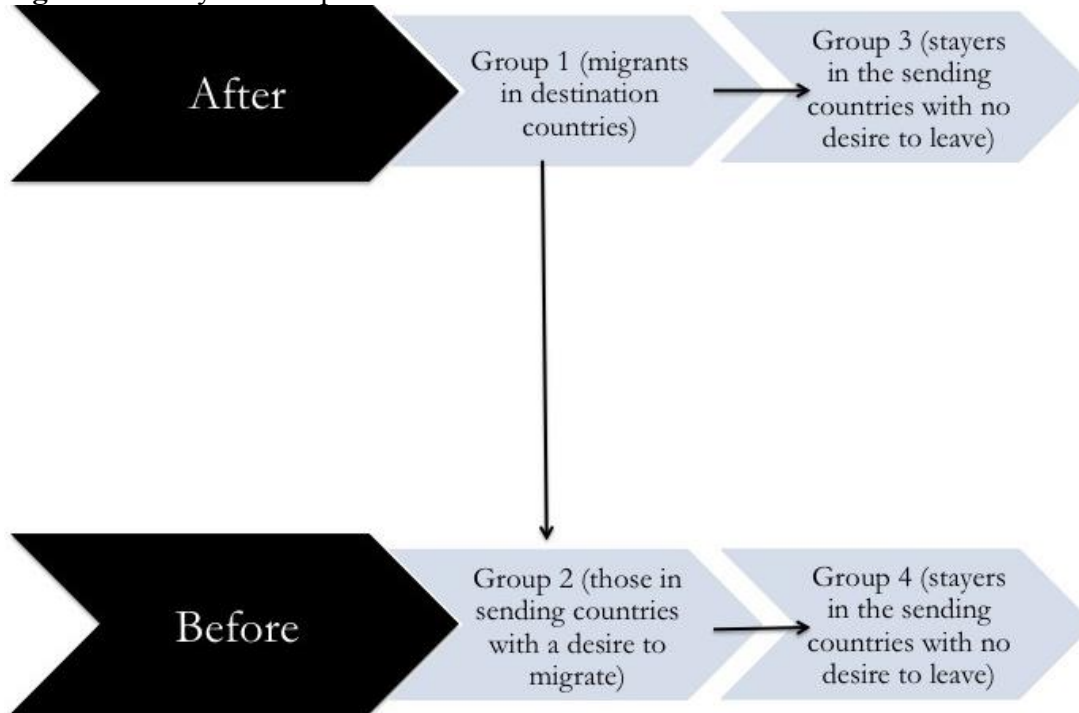 After
Group 1 (migrants
in destination
countries)
Group 3 (stayers
in the sending
countries with no
desire to leave)
Before
Group 2 (those in
sending countries
with a desire to
migrate)
Group 4 (stayers
in the sending
countries with no
desire to leave)